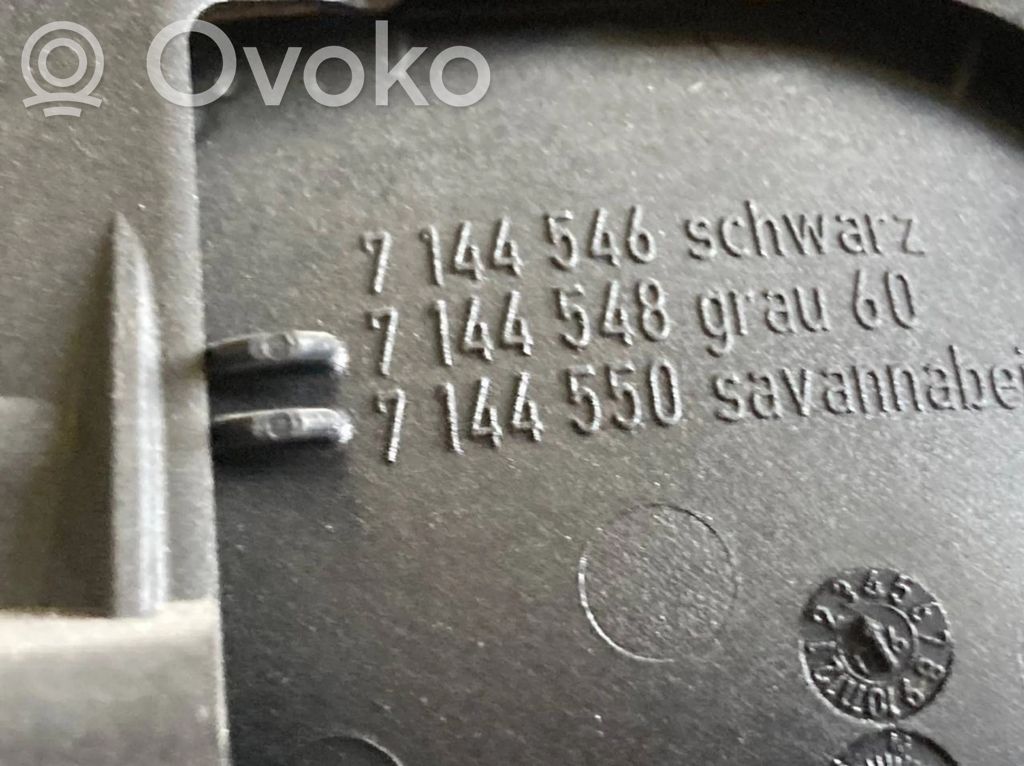 Ovoko
7 144 546 schwarz
7 144 548 grau 60
7 144 550 savannabei